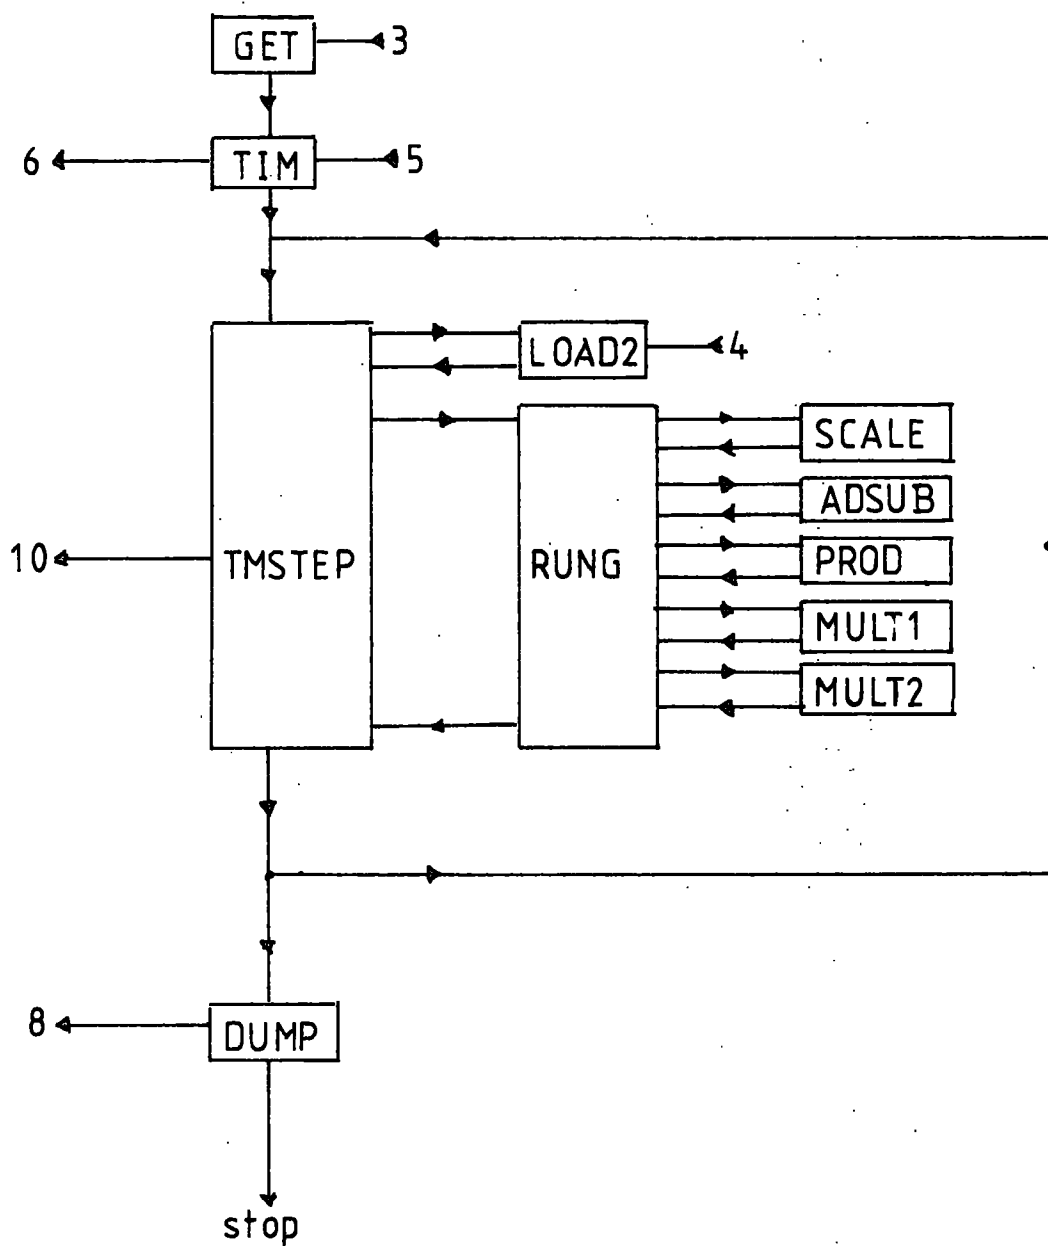 GET
3
6
TIM
5
LOAD2
4
SCALE
ADSUB
10
TMSTEP
RUNG
PROD
MULT1
MULT2
8
DUMP
stop